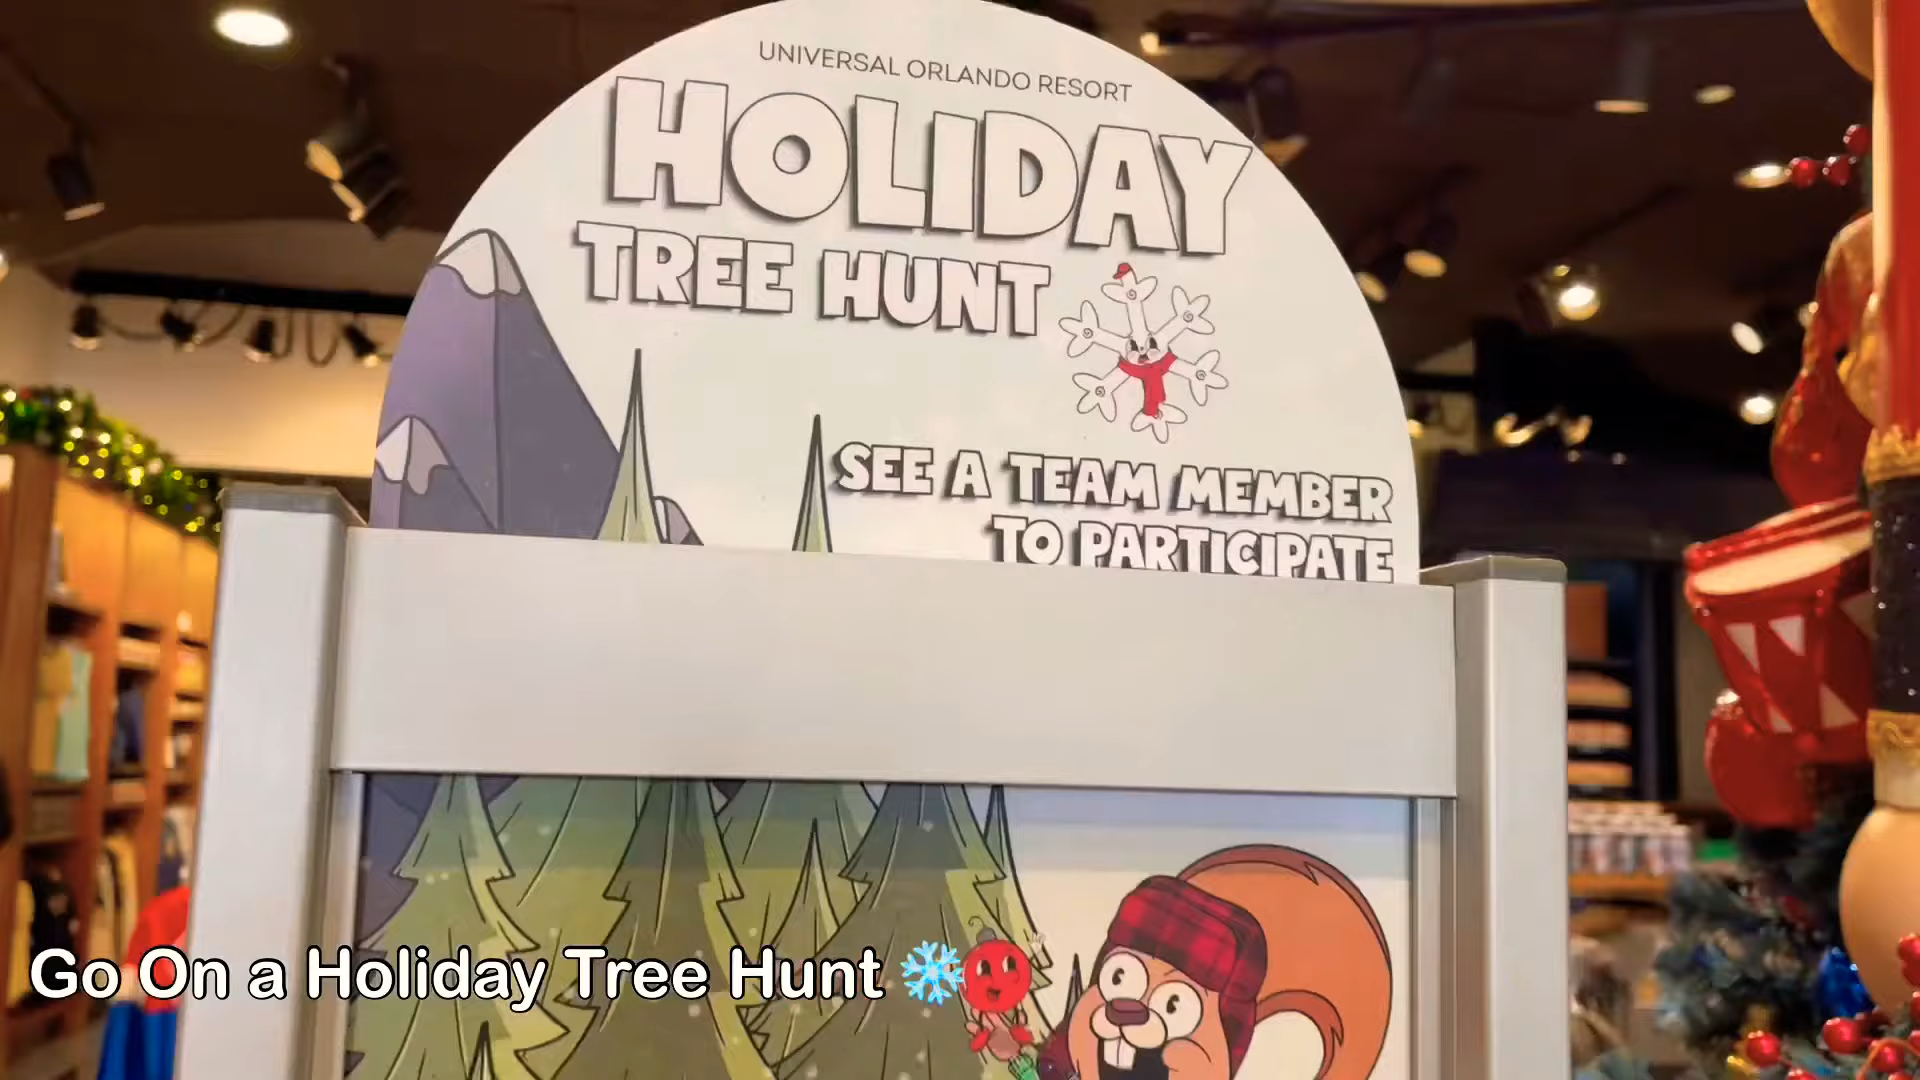 UNIVERSAL ORLANDO RESORT
HOLIDAY
TREE HUNT
SEE A TEAM MEMBER
TO PARTICIPATE
Go On a Holiday Tree Hunt ❄️